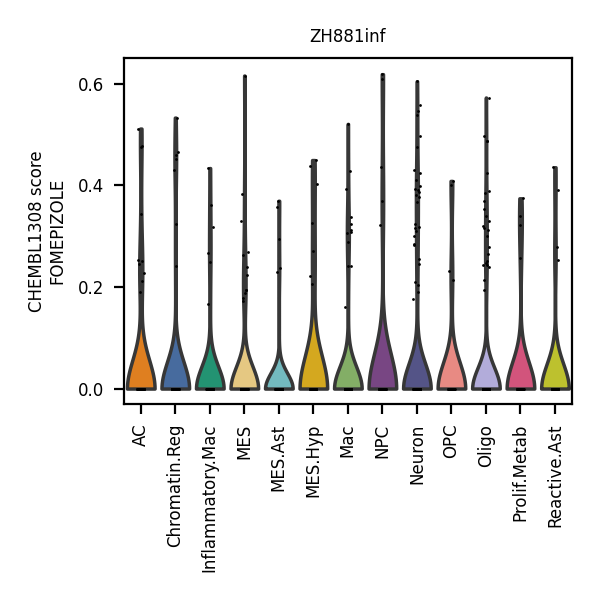 ZH881inf
CHEMBL1308 score
FOMEPIZOLE
0.6
0.4
0.2
0.0
AC
Chromatin.Reg
Inflammatory.Mac
MES
MES.Ast
MES.Hyp
Mac
NPC
Neuron
OPC
Oligo
Prolif.Metab
Reactive.Ast